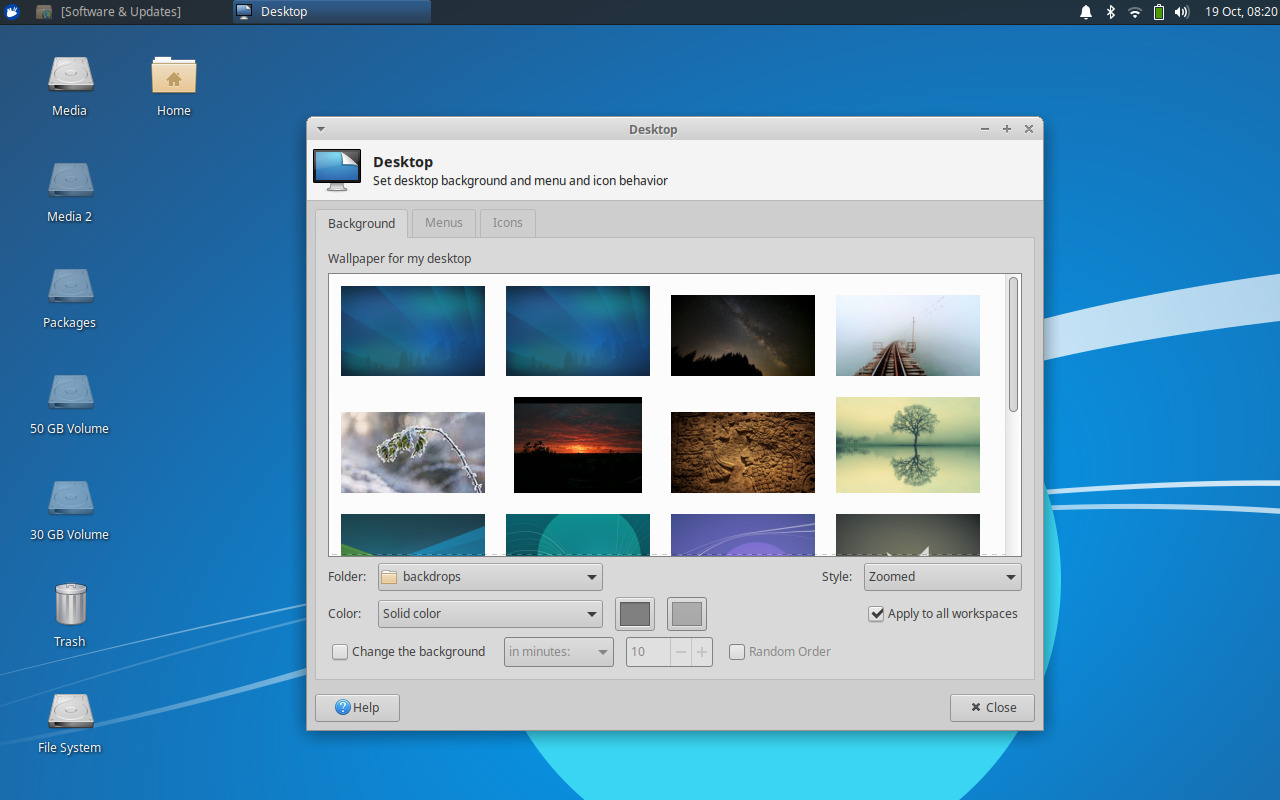 [Software & Updates]
Desktop
19 Oct, 08:20
Media
Home
Media 2
Packages
50 GB Volume
30 GB Volume
Trash
File System
Desktop
Desktop
Set desktop background and menu and icon behavior
Background
Menus
Icons
Wallpaper for my desktop
Folder:
backdrops
Style:
Zoomed
Color:
Solid color
Apply to all workspaces
Change the background
in minutes:
10
Random Order
Help
Close